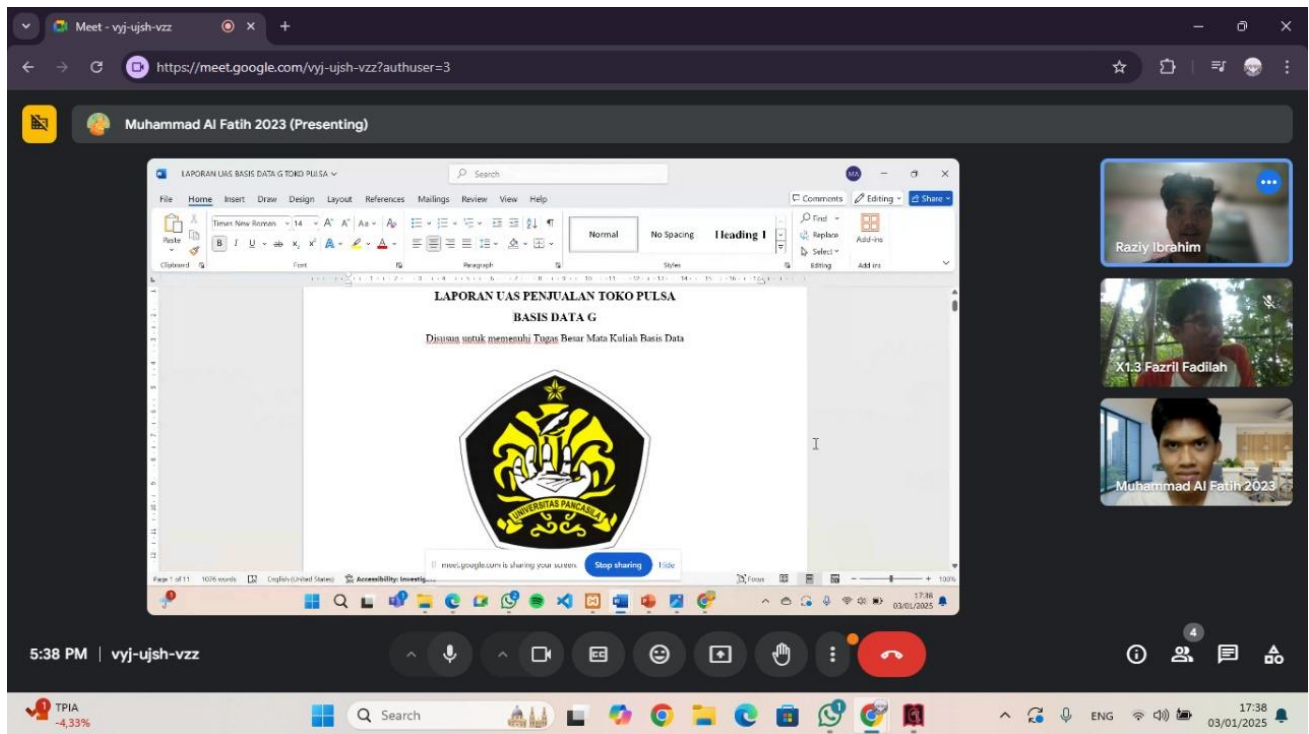 Meet - vyj-ujsh-vzz
https://meet.google.com/vyj-ujsh-vzz?authuser=3
Muhammad Al Fatih 2023 (Presenting)
LAPORAN UAS BASIS DATA G TOKO PULSA
Search
MA
File Home Insert Draw Design Layout References Mailings Review View Help
Comments Editing Share
Paste
Times New Roman 14
Normal
No Spacing
Heading 1
Find
Replace
Select
Add-ins
Clipboard
Font
Paragraph
Styles
Editing
Add-ins
LAPORAN UAS PENJUALAN TOKO PULSA
BASIS DATA G
Disusun untuk memenuhi Tugas Besar Mata Kuliah Basis Data
UNIVERSITAS PANCASILA
meet.google.com is sharing your screen.
Stop sharing
Hide
Page 1 of 11 1026 words English (United States) Accessibility: Investig...
Focus
100%
17:38
03/01/2025
Raziy Ibrahim
X1.3 Fazril Fadilah
Muhammad Al Fatih 2023
5:38 PM | vyj-ujsh-vzz
4
TPIA
-4,33%
Search
ENG
17:38
03/01/2025